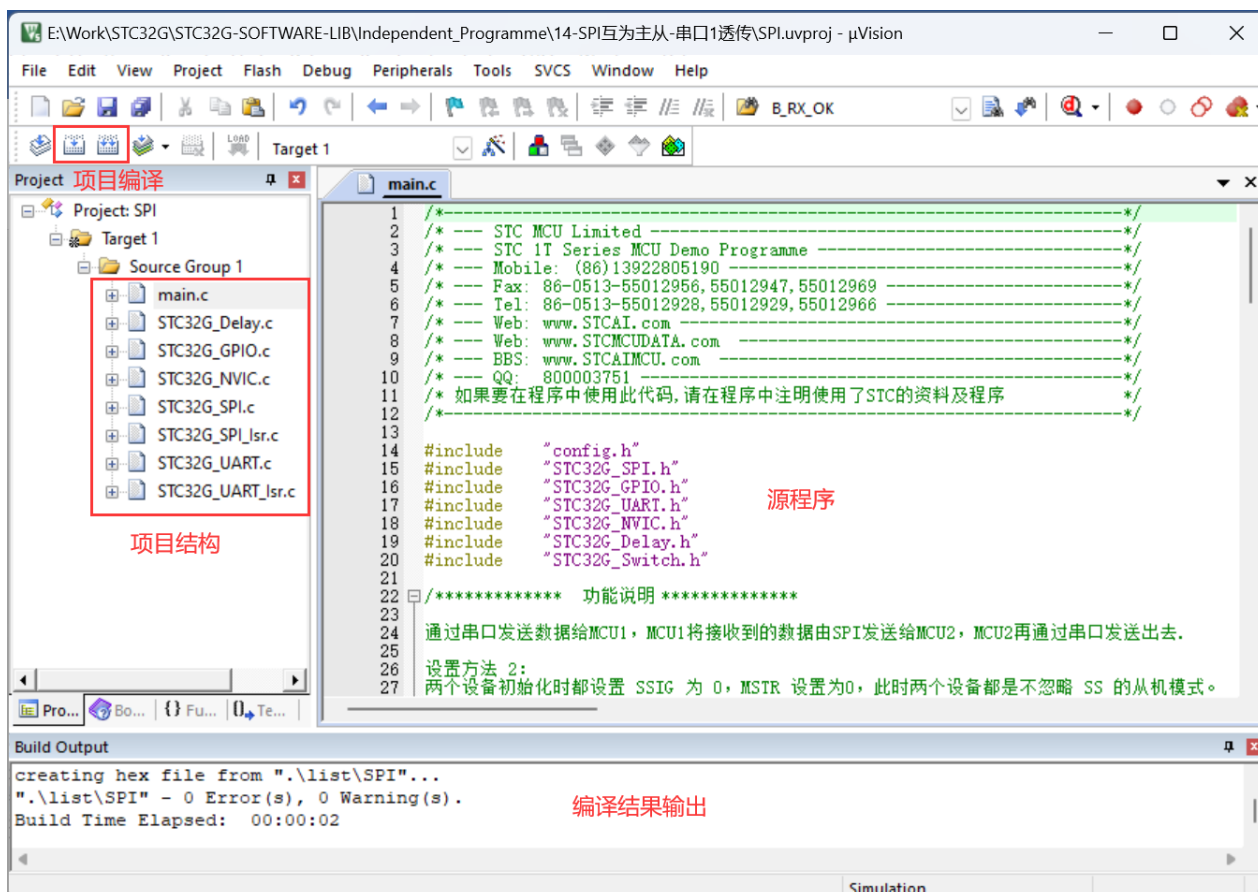 E:\Work\STC32G\STC32G-SOFTWARE-LIB\Independent_Programme\14-SPI互为主从-串口1透传\SPI.uvproj - µVision
File Edit View Project Flash Debug Peripherals Tools SVCS Window Help
B_RX_OK
LOAD Target 1
Project 项目编译
main.c
Project: SPI
Target 1
Source Group 1
main.c
STC32G_Delay.c
STC32G_GPIO.c
STC32G_NVIC.c
STC32G_SPI.c
STC32G_SPI_Isr.c
STC32G_UART.c
STC32G_UART_Isr.c
项目结构
1 /*---------------------------------------------------------------------*/
2 /* --- STC MCU Limited ------------------------------------------------*/
3 /* --- STC 1T Series MCU Demo Programme -------------------------------*/
4 /* --- Mobile: (86)13922805190 ----------------------------------------*/
5 /* --- Fax: 86-0513-55012956,55012947,55012969 ------------------------*/
6 /* --- Tel: 86-0513-55012928,55012929,55012966 ------------------------*/
7 /* --- Web: www.STCAI.com ---------------------------------------------*/
8 /* --- Web: www.STCMCUDATA.com  ---------------------------------------*/
9 /* --- BBS: www.STCAIMCU.com  -----------------------------------------*/
10 /* --- QQ:  800003751 -------------------------------------------------*/
11 /* 如果要在程序中使用此代码,请在程序中注明使用了STC的资料及程序 */
12 /*---------------------------------------------------------------------*/
13
14 #include "config.h"
15 #include "STC32G_SPI.h"
16 #include "STC32G_GPIO.h"
17 #include "STC32G_UART.h"
18 #include "STC32G_NVIC.h"
19 #include "STC32G_Delay.h"
20 #include "STC32G_Switch.h"
源程序
21
22 /************* 功能说明 **************
23
24 通过串口发送数据给MCU1，MCU1将接收到的数据由SPI发送给MCU2，MCU2再通过串口发送出去.
25
26 设置方法 2:
27 两个设备初始化时都设置 SSIG 为 0，MSTR 设置为0，此时两个设备都是不忽略 SS 的从机模式。
Pro... Bo... {} Fu... Te...
Build Output
creating hex file from ".\list\SPI"...
".\list\SPI" - 0 Error(s), 0 Warning(s).
Build Time Elapsed:  00:00:02
编译结果输出
Simulation